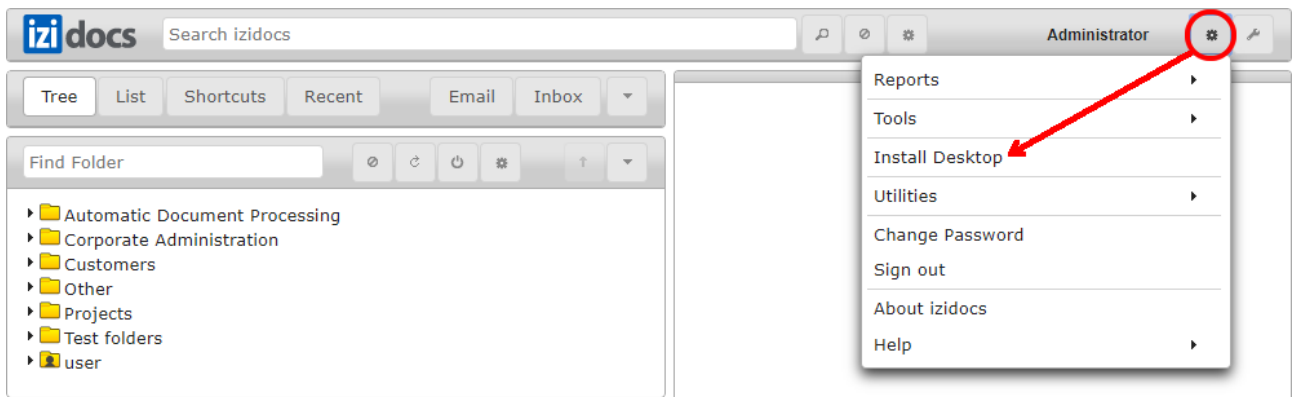 izidocs Search izidocs Administrator
Tree List Shortcuts Recent Email Inbox
Find Folder
Automatic Document Processing
Corporate Administration
Customers
Other
Projects
Test folders
user
Reports
Tools
Install Desktop
Utilities
Change Password
Sign out
About izidocs
Help